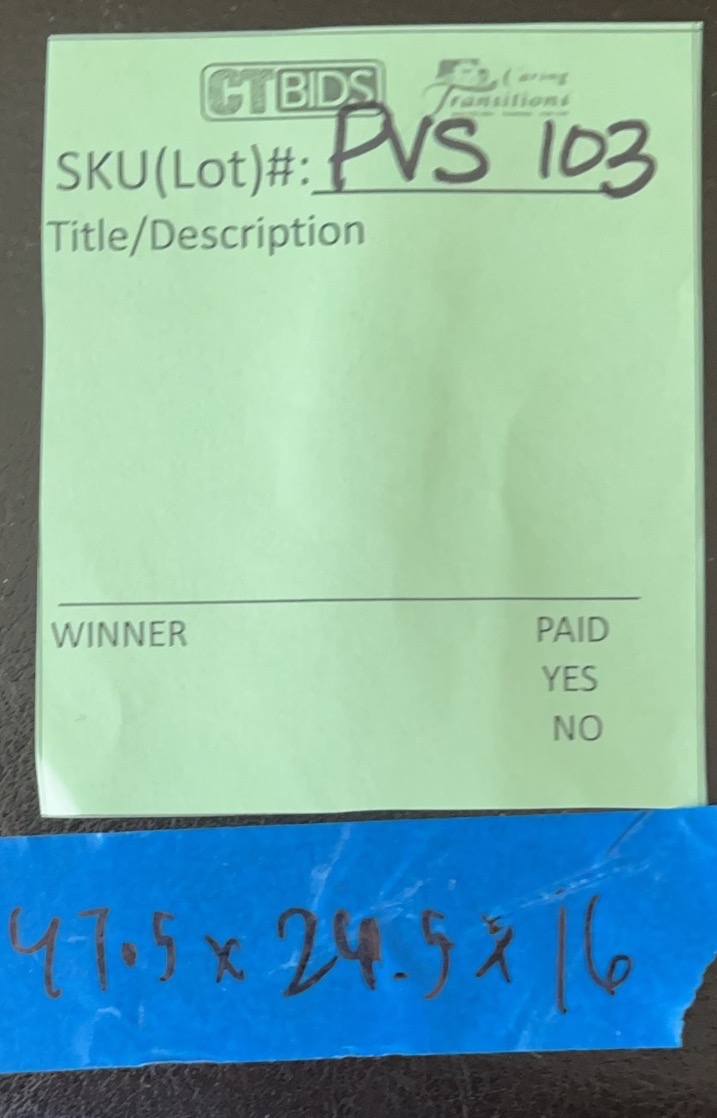 CTBIDS Caring Transitions
SKU(Lot)#: PVS 103
Title/Description
WINNER PAID
YES
NO
47.5 x 24.5 x 16